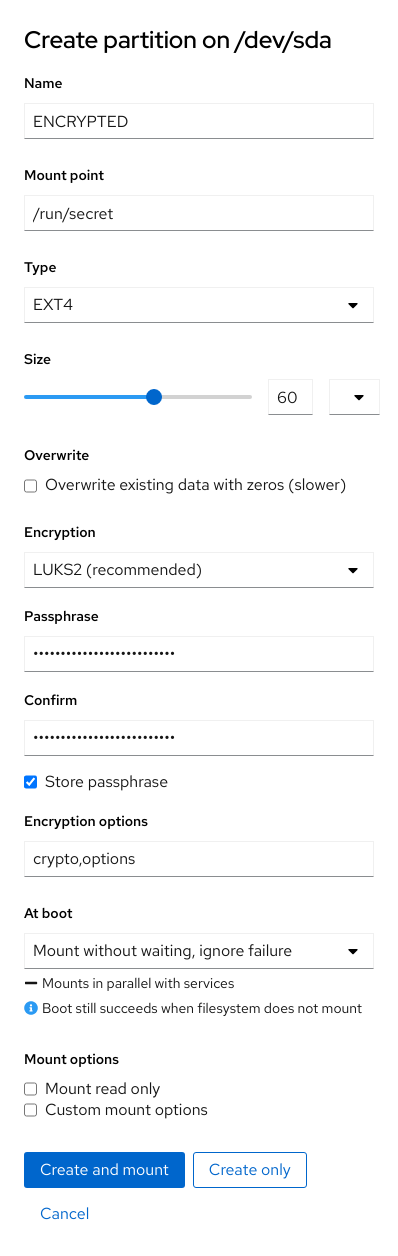 Create partition on /dev/sda
Name
ENCRYPTED
Mount point
/run/secret
Type
EXT4
Size
60
Overwrite
Overwrite existing data with zeros (slower)
Encryption
LUKS2 (recommended)
Passphrase
••••••••••••••••••••••••••
Confirm
••••••••••••••••••••••••••
Store passphrase
Encryption options
crypto,options
At boot
Mount without waiting, ignore failure
Mounts in parallel with services
Boot still succeeds when filesystem does not mount
Mount options
Mount read only
Custom mount options
Create and mount Create only
Cancel